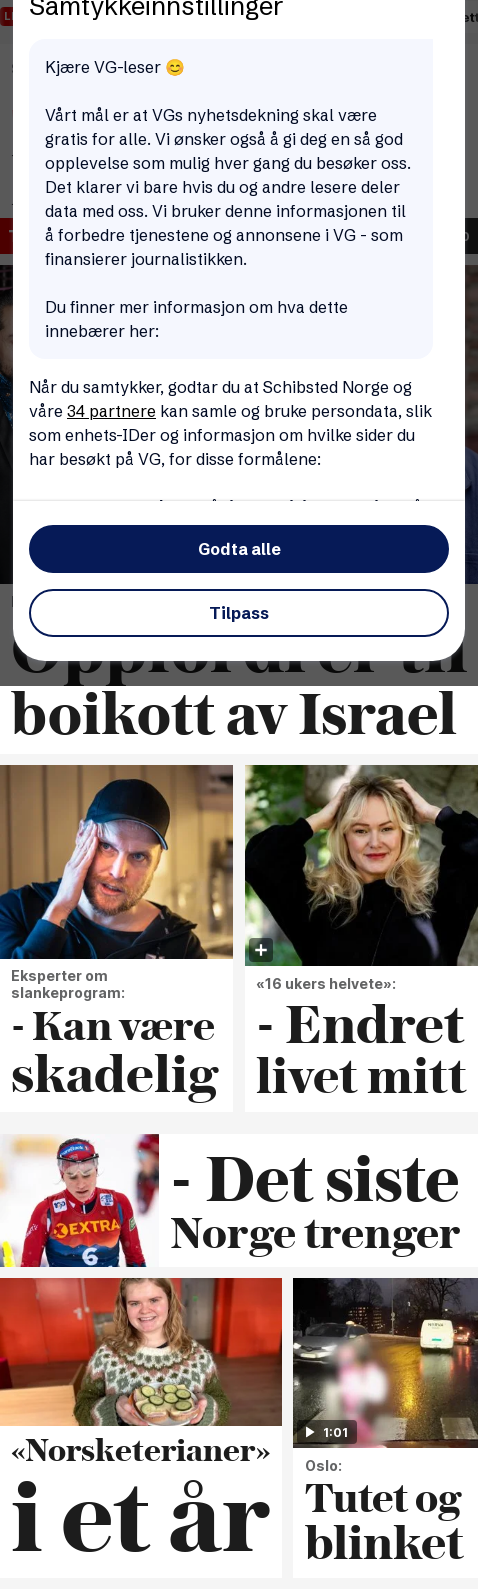 Samtykkeinnstillinger
Kjære VG-leser 😊
Vårt mål er at VGs nyhetsdekning skal være
gratis for alle. Vi ønsker også å gi deg en så god
opplevelse som mulig hver gang du besøker oss.
Det klarer vi bare hvis du og andre lesere deler
data med oss. Vi bruker denne informasjonen til
å forbedre tjenestene og annonsene i VG - som
finansierer journalistikken.
Du finner mer informasjon om hva dette
innebærer her:
Når du samtykker, godtar du at Schibsted Norge og
våre 34 partnere kan samle og bruke persondata, slik
som enhets-IDer og informasjon om hvilke sider du
har besøkt på VG, for disse formålene:
Godta alle
Tilpass
Oppfordrer til
boikott av Israel
Eksperter om
slankeprogram:
- Kan være
skadelig
«16 ukers helvete»:
- Endret
livet mitt
EXTRA
6
- Det siste
Norge trenger
«Norsketerianer»
i et år
1:01
Oslo:
Tutet og
blinket